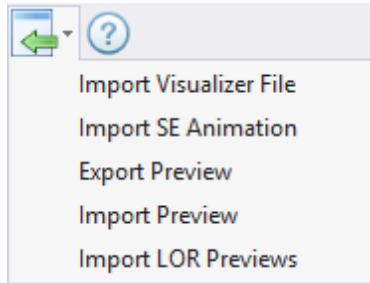 Import Visualizer File
Import SE Animation
Export Preview
Import Preview
Import LOR Previews